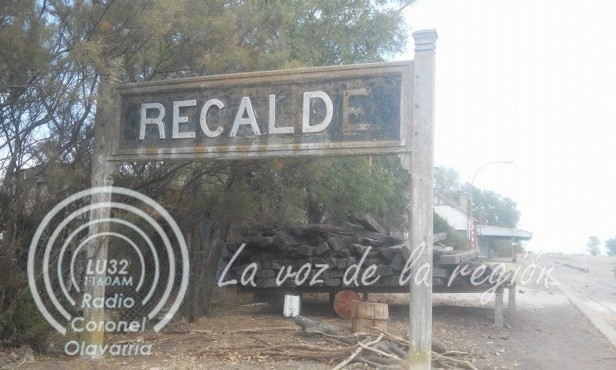 RECALDE
La voz de la región
LU32
1160AM
Radio
Coronel
Olavarría